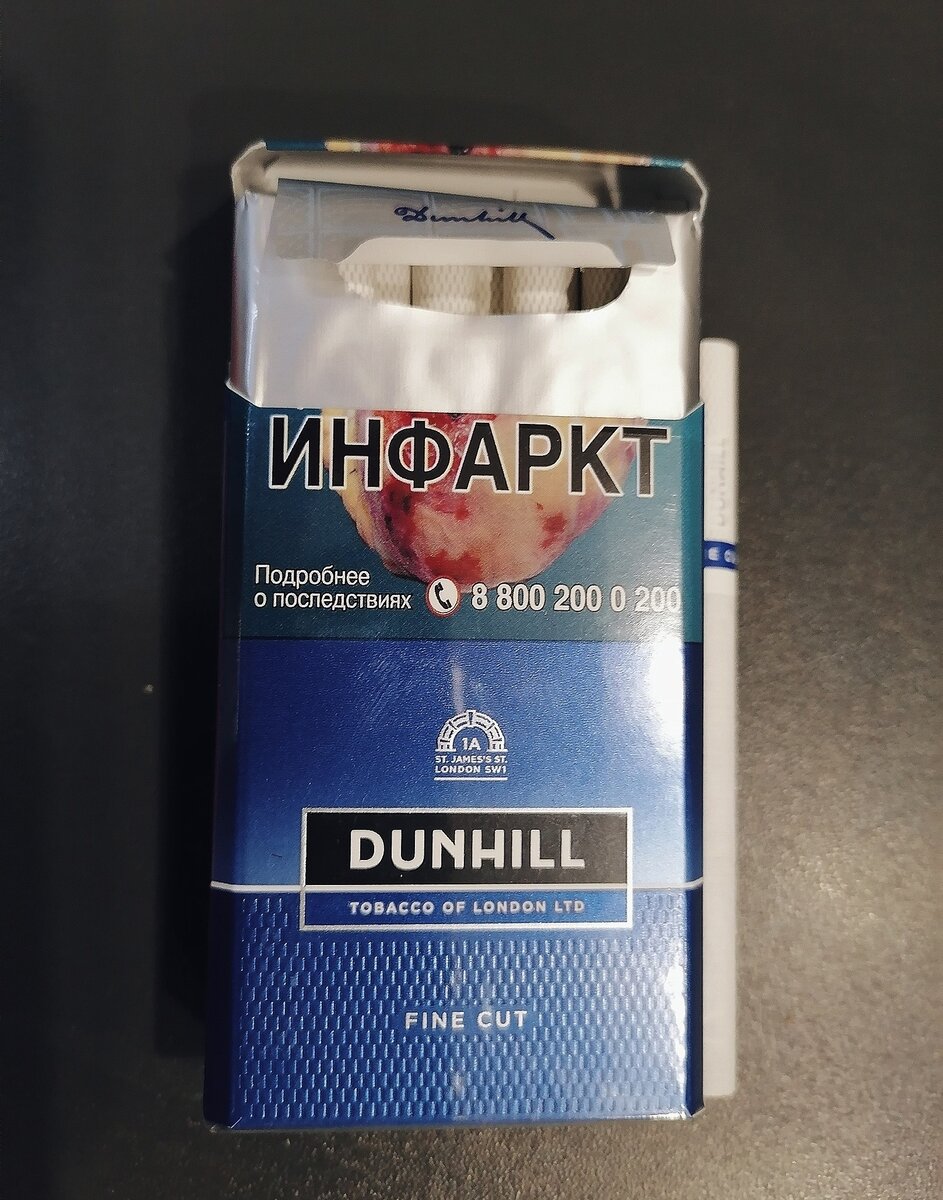 Dunhill
ИНФАРКТ
Подробнее
о последствиях 8 800 200 0 200
1A
ST. JAMES'S ST.
LONDON SW1
DUNHILL
TOBACCO OF LONDON LTD
FINE CUT